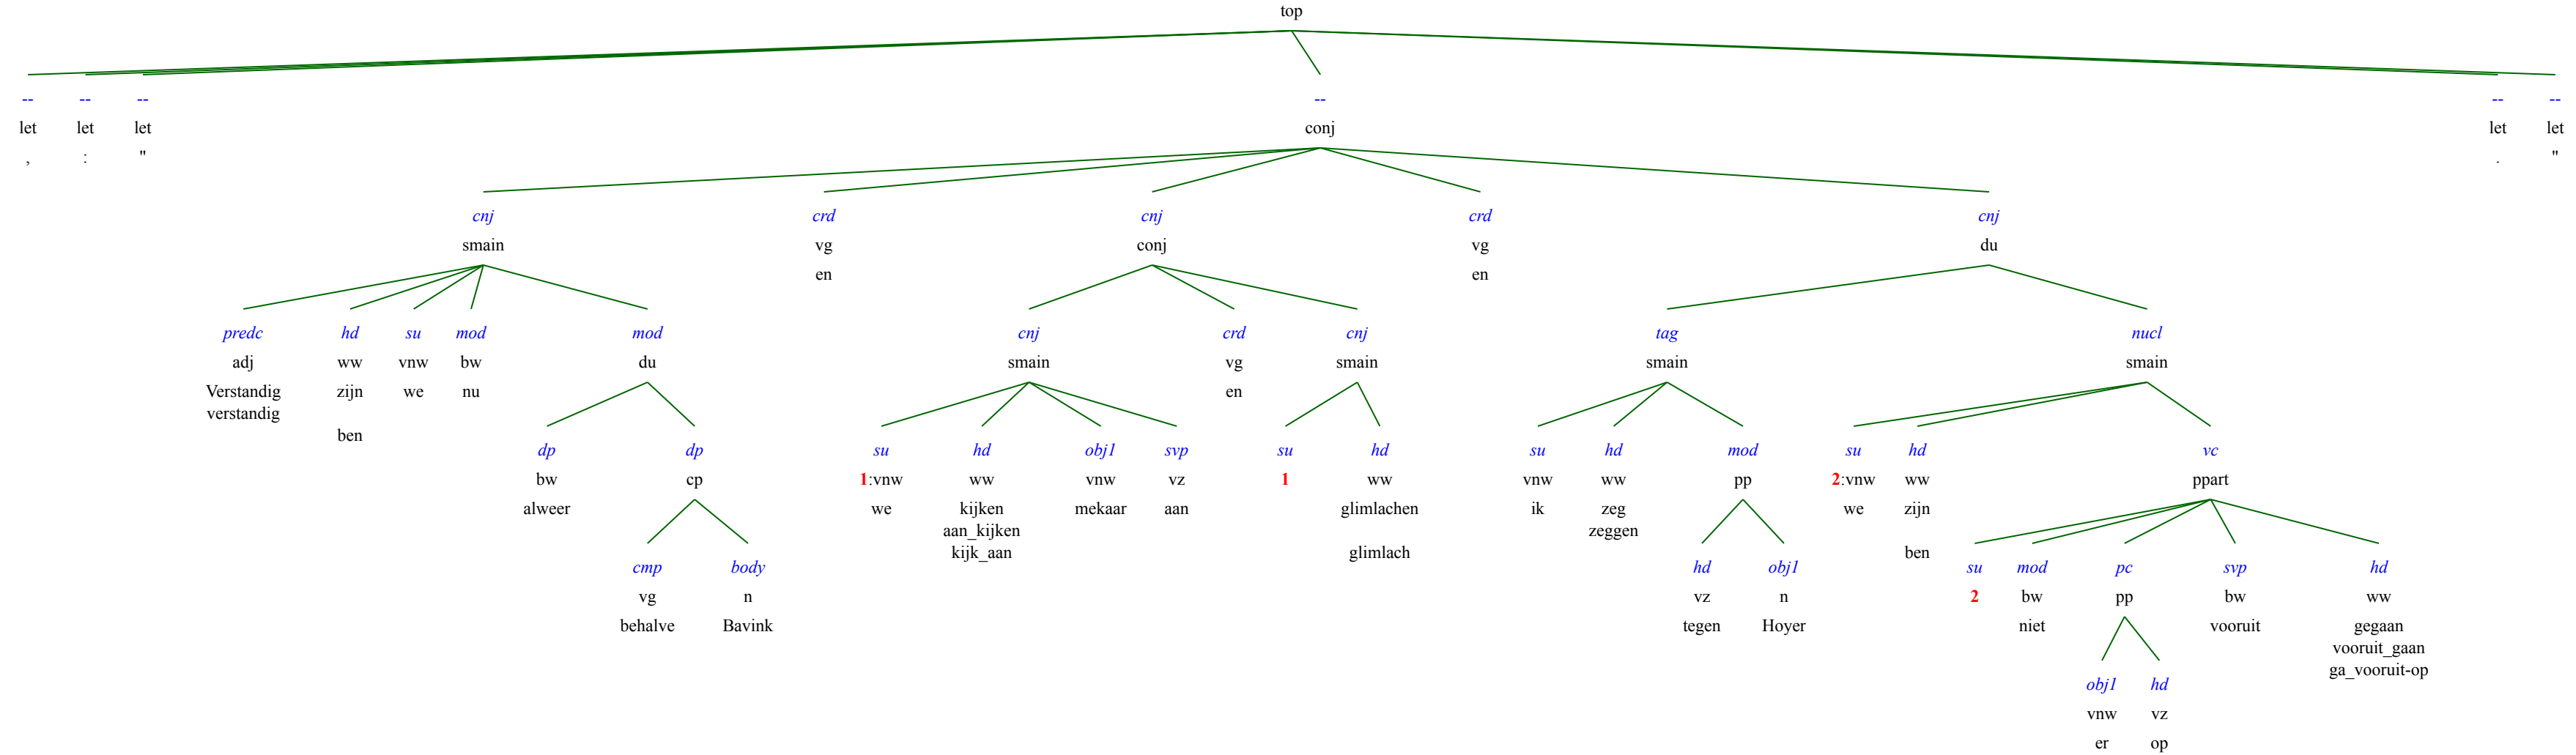 top
-- -- -- -- -- --
let let let conj let let
, : " . "
cnj crd cnj crd cnj
smain vg conj vg du
en en
predc hd su mod mod cnj crd cnj tag nucl
adj ww vnw bw du smain vg smain smain smain
Verstandig zijn we nu en
verstandig
ben
dp dp su hd obj1 svp su hd su hd mod su hd vc
bw cp 1:vnw ww vnw vz 1 ww vnw ww pp 2:vnw ww ppart
alweer we kijken mekaar aan glimlachen ik zeg we zijn
aan_kijken zeggen
kijk_aan glimlach ben
cmp body hd obj1 su mod pc svp hd
vg n vz n 2 bw pp bw ww
behalve Bavink tegen Hoyer niet vooruit gegaan
vooruit_gaan
ga_vooruit-op
obj1 hd
vnw vz
er op